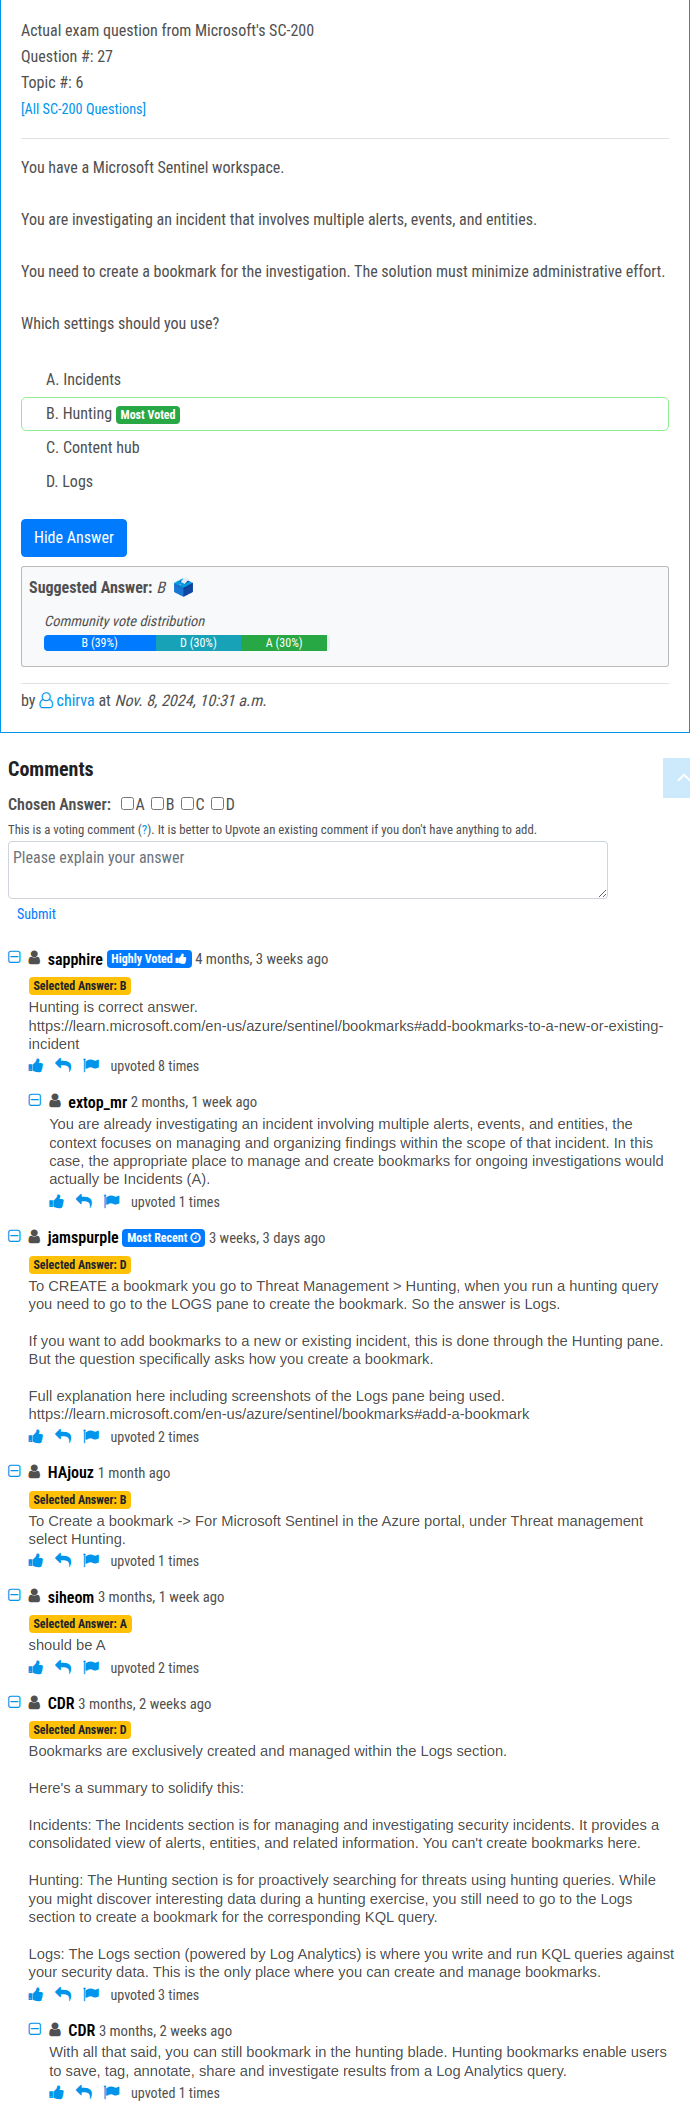 Actual exam question from Microsoft's SC-200
Question #: 27
Topic #: 6
[All SC-200 Questions]
You have a Microsoft Sentinel workspace.
You are investigating an incident that involves multiple alerts, events, and entities.
You need to create a bookmark for the investigation. The solution must minimize administrative effort.
Which settings should you use?
A. Incidents
B. Hunting Most Voted
C. Content hub
D. Logs
Hide Answer
Suggested Answer: B
Community vote distribution
B (39%) D (30%) A (30%)
by chirva at Nov. 8, 2024, 10:31 a.m.
Comments
Chosen Answer: A B C D
This is a voting comment (?). It is better to Upvote an existing comment if you don't have anything to add.
Please explain your answer
Submit
sapphire Highly Voted 4 months, 3 weeks ago
Selected Answer: B
Hunting is correct answer.
https://learn.microsoft.com/en-us/azure/sentinel/bookmarks#add-bookmarks-to-a-new-or-existing-
incident
upvoted 8 times
extop_mr 2 months, 1 week ago
You are already investigating an incident involving multiple alerts, events, and entities, the
context focuses on managing and organizing findings within the scope of that incident. In this
case, the appropriate place to manage and create bookmarks for ongoing investigations would
actually be Incidents (A).
upvoted 1 times
jamspurple Most Recent 3 weeks, 3 days ago
Selected Answer: D
To CREATE a bookmark you go to Threat Management > Hunting, when you run a hunting query
you need to go to the LOGS pane to create the bookmark. So the answer is Logs.
If you want to add bookmarks to a new or existing incident, this is done through the Hunting pane.
But the question specifically asks how you create a bookmark.
Full explanation here including screenshots of the Logs pane being used.
https://learn.microsoft.com/en-us/azure/sentinel/bookmarks#add-a-bookmark
upvoted 2 times
HAjouz 1 month ago
Selected Answer: B
To Create a bookmark -> For Microsoft Sentinel in the Azure portal, under Threat management
select Hunting.
upvoted 1 times
siheom 3 months, 1 week ago
Selected Answer: A
should be A
upvoted 2 times
CDR 3 months, 2 weeks ago
Selected Answer: D
Bookmarks are exclusively created and managed within the Logs section.
Here's a summary to solidify this:
Incidents: The Incidents section is for managing and investigating security incidents. It provides a
consolidated view of alerts, entities, and related information. You can't create bookmarks here.
Hunting: The Hunting section is for proactively searching for threats using hunting queries. While
you might discover interesting data during a hunting exercise, you still need to go to the Logs
section to create a bookmark for the corresponding KQL query.
Logs: The Logs section (powered by Log Analytics) is where you write and run KQL queries against
your security data. This is the only place where you can create and manage bookmarks.
upvoted 3 times
CDR 3 months, 2 weeks ago
With all that said, you can still bookmark in the hunting blade. Hunting bookmarks enable users
to save, tag, annotate, share and investigate results from a Log Analytics query.
upvoted 1 times